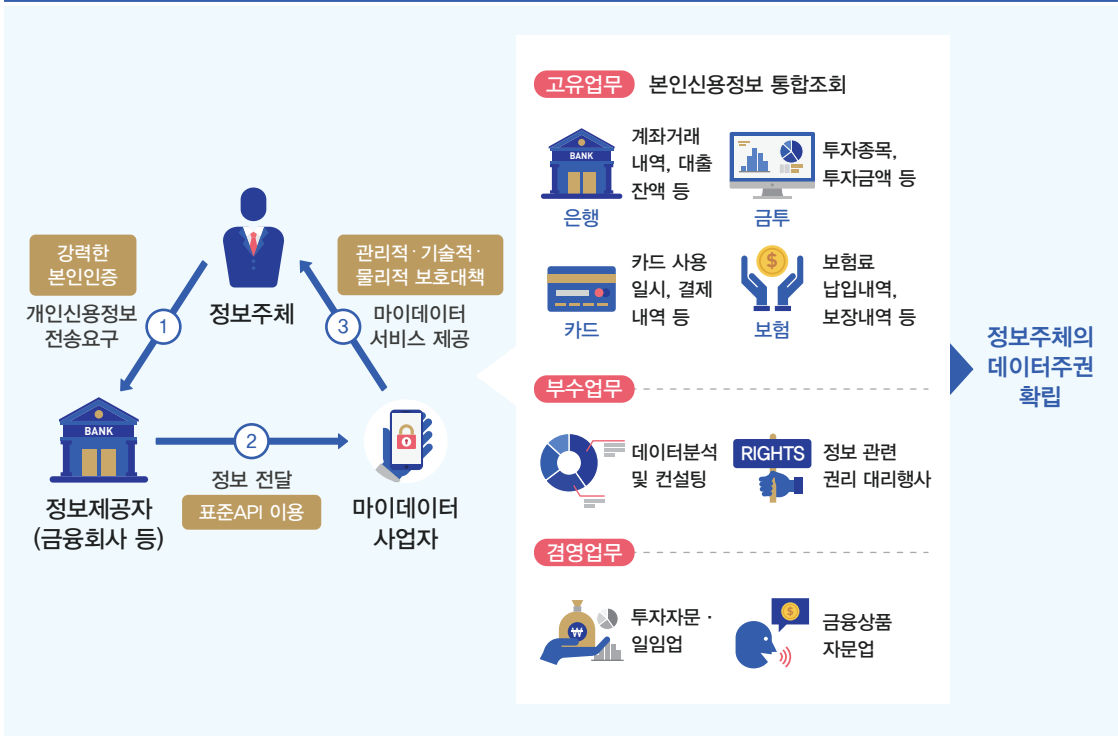 강력한
본인인증
개인신용정보
전송요구
1
정보주체
관리적·기술적·
물리적 보호대책
3
마이데이터
서비스 제공
BANK
정보제공자
(금융회사 등)
2
정보 전달
표준API 이용
마이데이터
사업자
고유업무 본인신용정보 통합조회
BANK
은행
계좌거래
내역, 대출
잔액 등
금투
투자종목,
투자금액 등
카드
카드 사용
일시, 결제
내역 등
$
보험
보험료
납입내역,
보장내역 등
부수업무
데이터분석
및 컨설팅
RIGHTS
정보 관련
권리 대리행사
겸영업무
₩
투자자문·
일임업
$
금융상품
자문업
정보주체의
데이터주권
확립